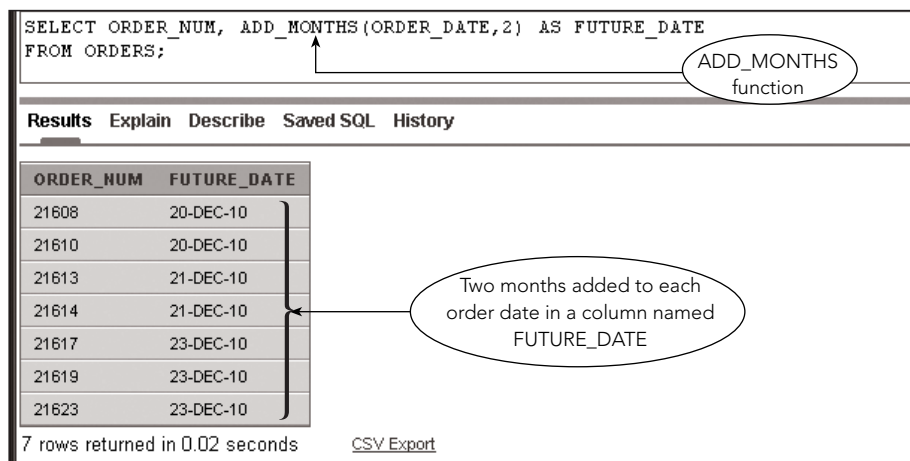 SELECT ORDER_NUM, ADD_MONTHS(ORDER_DATE,2) AS FUTURE_DATE
FROM ORDERS;
ADD_MONTHS
function
Results Explain Describe Saved SQL History
ORDER_NUM FUTURE_DATE
21608 20-DEC-10
21610 20-DEC-10
21613 21-DEC-10
21614 21-DEC-10
21617 23-DEC-10
21619 23-DEC-10
21623 23-DEC-10
Two months added to each
order date in a column named
FUTURE_DATE
7 rows returned in 0.02 seconds CSV Export